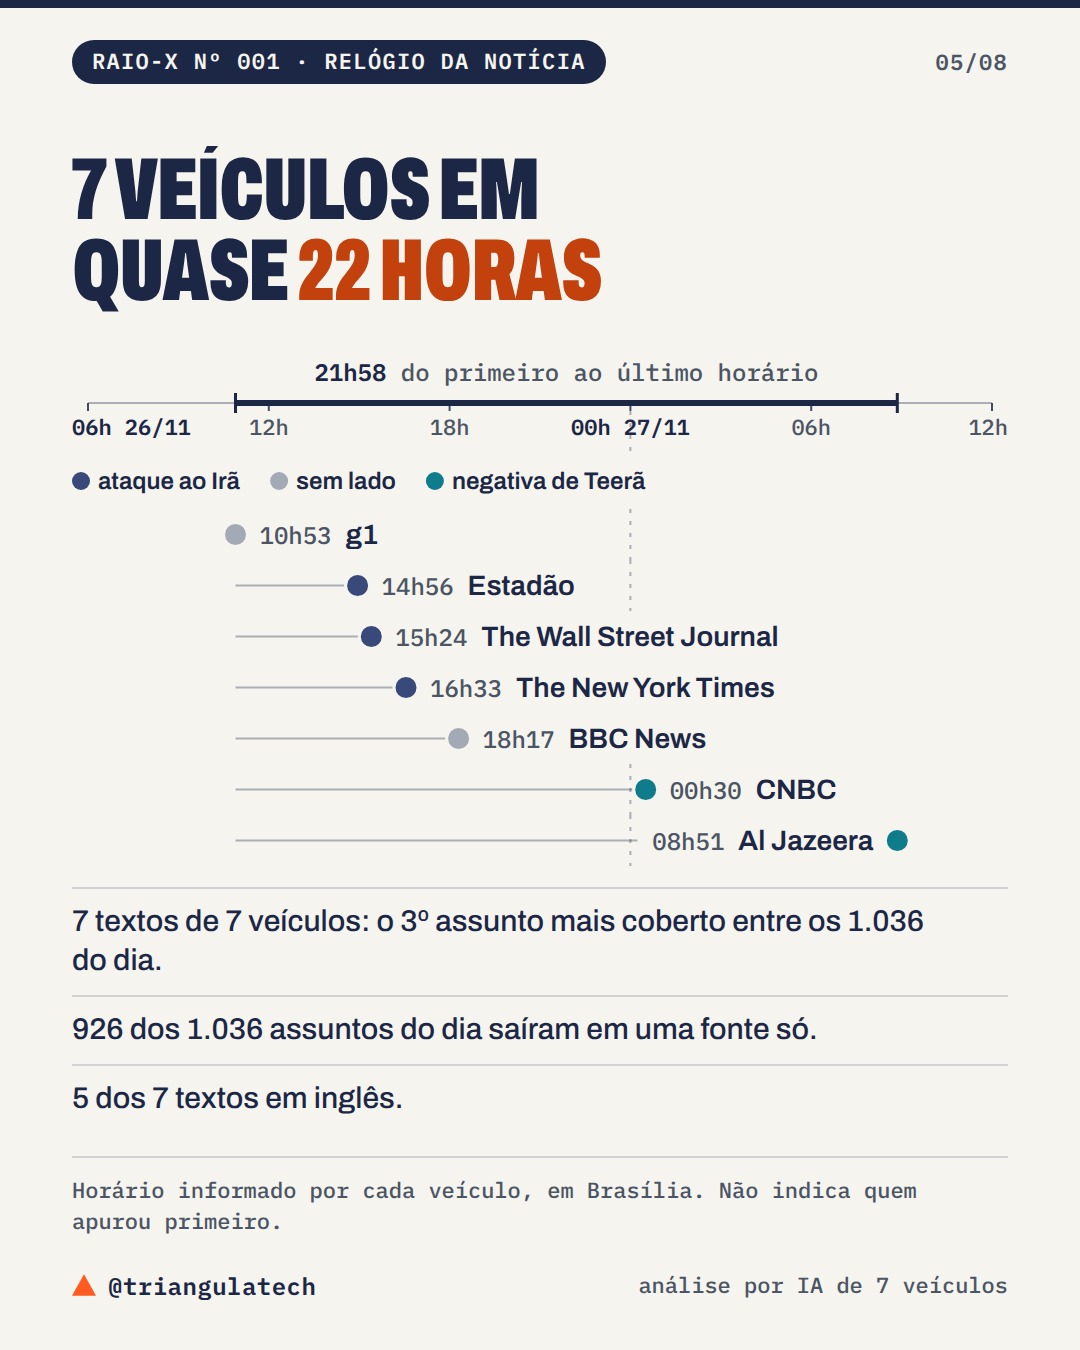 RAIO-X Nº 001 · RELÓGIO DA NOTÍCIA
05/08
7 VEÍCULOS EM
QUASE 22 HORAS
21h58 do primeiro ao último horário
06h 26/11 12h 18h 00h 27/11 06h 12h
ataque ao Irã sem lado negativa de Teerã
10h53 g1
14h56 Estadão
15h24 The Wall Street Journal
16h33 The New York Times
18h17 BBC News
00h30 CNBC
08h51 Al Jazeera
7 textos de 7 veículos: o 3º assunto mais coberto entre os 1.036
do dia.
926 dos 1.036 assuntos do dia saíram em uma fonte só.
5 dos 7 textos em inglês.
Horário informado por cada veículo, em Brasília. Não indica quem
apurou primeiro.
@triangulatech
análise por IA de 7 veículos